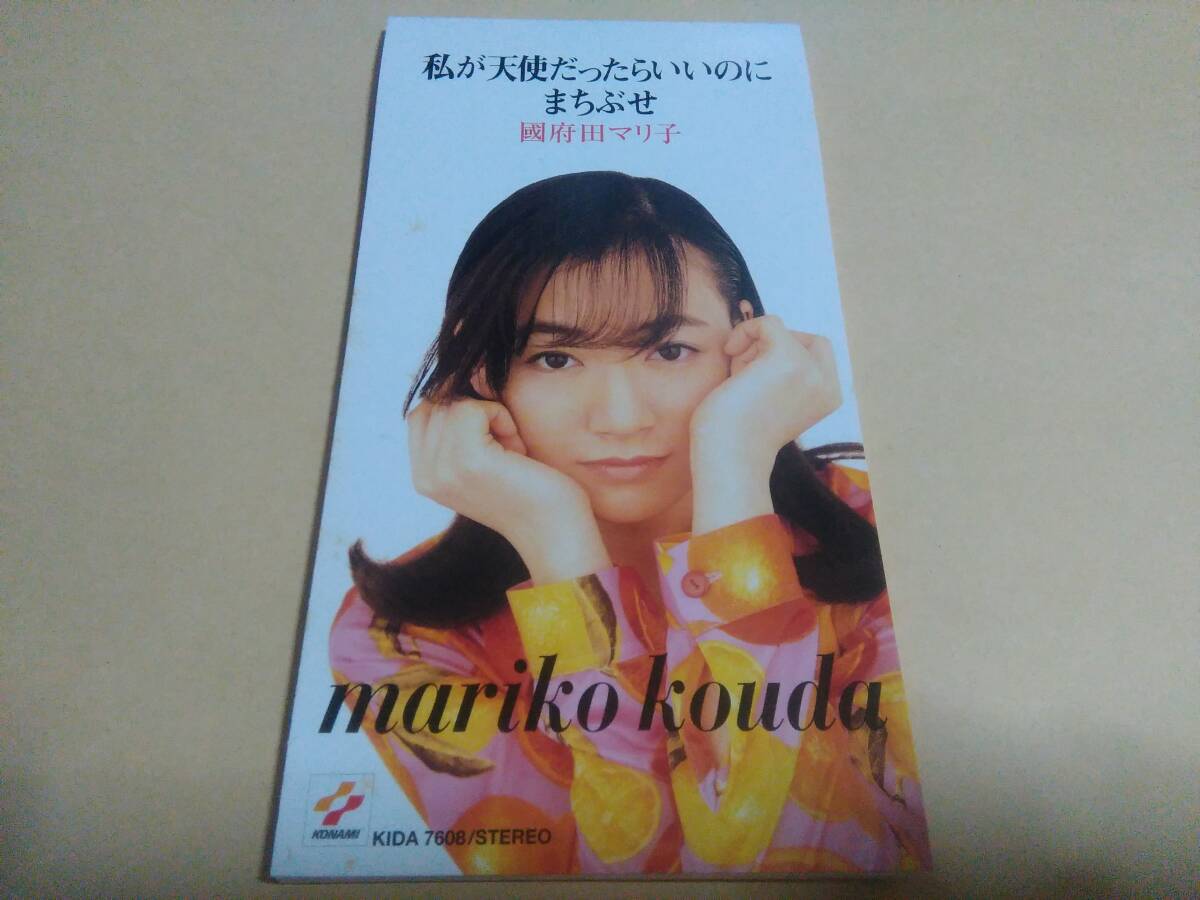 私が天使だったらいいのに
まちぶせ
國府田マリ子
mariko kouda
KONAMI
KIDA 7608/STEREO